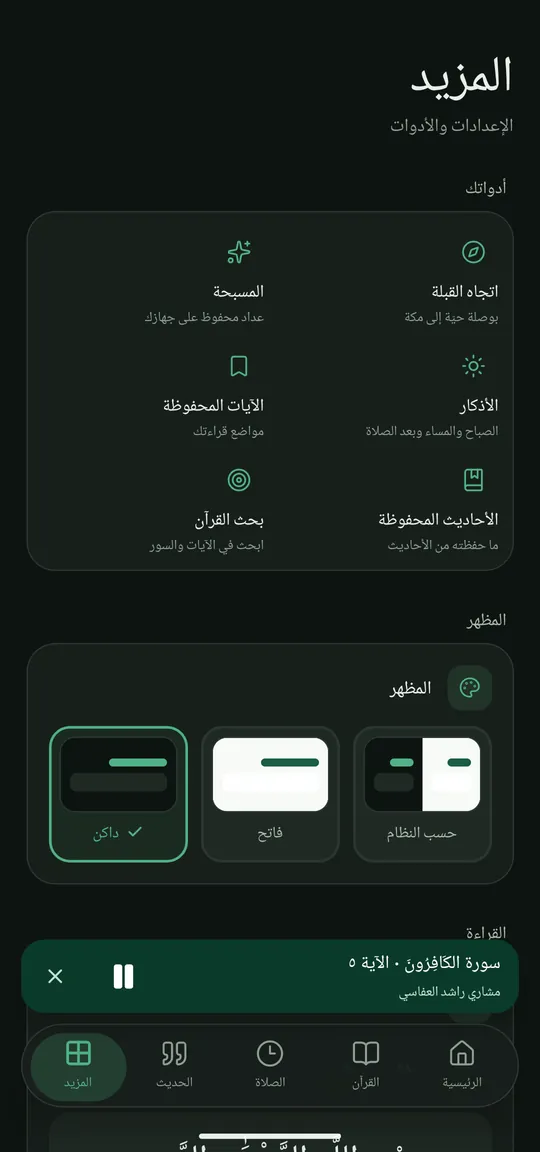 المزيد
الإعدادات والأدوات
أدواتك
اتجاه القبلة
بوصلة حية إلى مكة
المسبحة
عداد محفوظ على جهازك
الأذكار
الصباح والمساء وبعد الصلاة
الآيات المحفوظة
مواضع قراءتك
الأحاديث المحفوظة
ما حفظته من الأحاديث
بحث القرآن
ابحث في الآيات والسور
المظهر
المظهر
حسب النظام
فاتح
داكن
القراءة
سورة الكَافِرُونَ · الآية ٥
مشاري راشد العفاسي
الرئيسية
القرآن
الصلاة
الحديث
المزيد